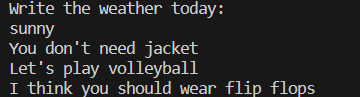 Write the weather today:
sunny
You don't need jacket
Let's play volleyball
I think you should wear flip flops